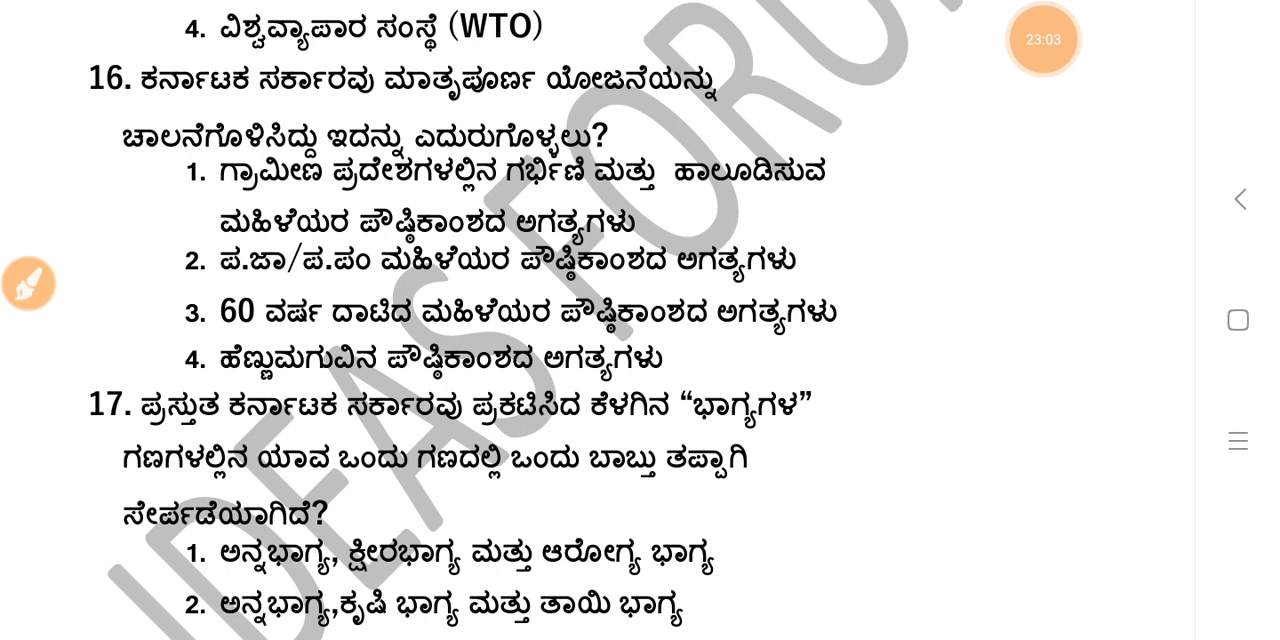 4. ವಿಶ್ವವ್ಯಾಪಾರ ಸಂಸ್ಥೆ (WTO)
23:03
16. ಕರ್ನಾಟಕ ಸರ್ಕಾರವು ಮಾತೃಪೂರ್ಣ ಯೋಜನೆಯನ್ನು
ಚಾಲನೆಗೊಳಿಸಿದ್ದು ಇದನ್ನು ಎದುರುಗೊಳ್ಳಲು?
1. ಗ್ರಾಮೀಣ ಪ್ರದೇಶಗಳಲ್ಲಿನ ಗರ್ಭಿಣಿ ಮತ್ತು ಹಾಲೂಡಿಸುವ
ಮಹಿಳೆಯರ ಪೌಷ್ಠಿಕಾಂಶದ ಅಗತ್ಯಗಳು
2. ಪ.ಜಾ/ಪ.ಪಂ ಮಹಿಳೆಯರ ಪೌಷ್ಠಿಕಾಂಶದ ಅಗತ್ಯಗಳು
3. 60 ವರ್ಷ ದಾಟಿದ ಮಹಿಳೆಯರ ಪೌಷ್ಠಿಕಾಂಶದ ಅಗತ್ಯಗಳು
4. ಹೆಣ್ಣುಮಗುವಿನ ಪೌಷ್ಠಿಕಾಂಶದ ಅಗತ್ಯಗಳು
17. ಪ್ರಸ್ತುತ ಕರ್ನಾಟಕ ಸರ್ಕಾರವು ಪ್ರಕಟಿಸಿದ ಕೆಳಗಿನ “ಭಾಗ್ಯಗಳ”
ಗಣಗಳಲ್ಲಿನ ಯಾವ ಒಂದು ಗಣದಲ್ಲಿ ಒಂದು ಬಾಬ್ತು ತಪ್ಪಾಗಿ
ಸೇರ್ಪಡೆಯಾಗಿದೆ?
1. ಅನ್ನಭಾಗ್ಯ, ಕ್ಷೀರಭಾಗ್ಯ ಮತ್ತು ಆರೋಗ್ಯ ಭಾಗ್ಯ
2. ಅನ್ನಭಾಗ್ಯ,ಕೃಷಿ ಭಾಗ್ಯ ಮತ್ತು ತಾಯಿ ಭಾಗ್ಯ
IDEAS FORU